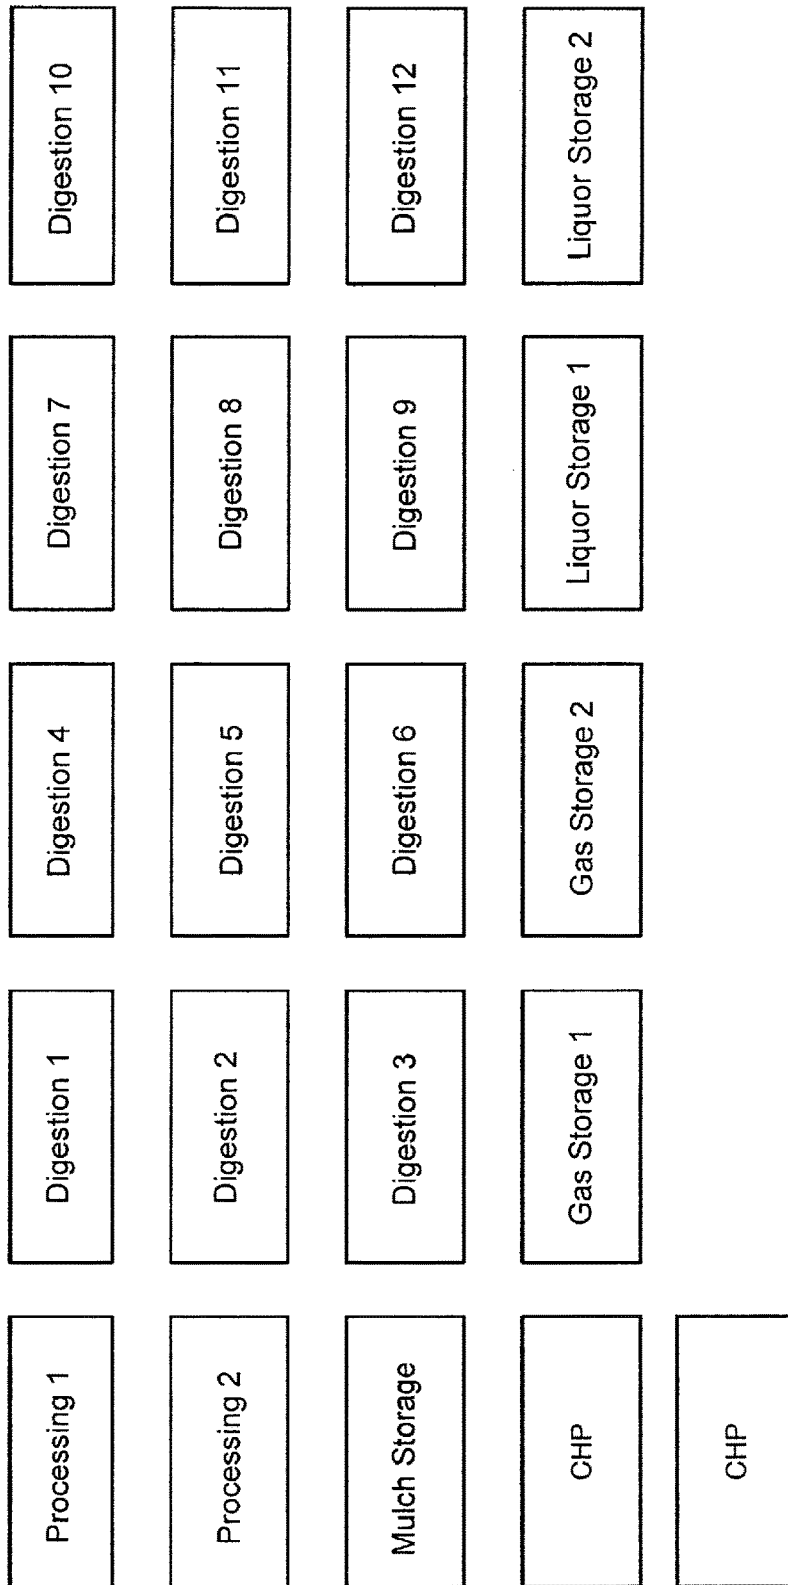 Processing 1
Digestion 1
Digestion 4
Digestion 7
Digestion 10
Processing 2
Digestion 2
Digestion 5
Digestion 8
Digestion 11
Mulch Storage
Digestion 3
Digestion 6
Digestion 9
Digestion 12
CHP
Gas Storage 1
Gas Storage 2
Liquor Storage 1
Liquor Storage 2
CHP